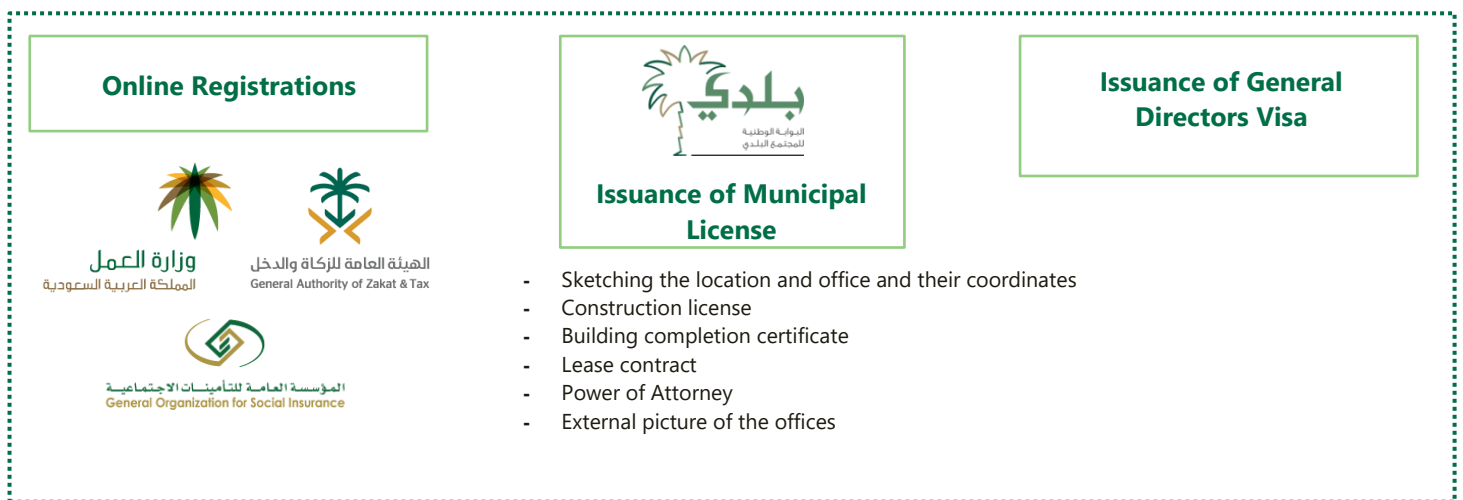 Online Registrations
وزارة العمل
المملكة العربية السعودية
الهيئة العامة للزكاة والدخل
General Authority of Zakat & Tax
المؤسسة العامة للتأمينات الاجتماعية
General Organization for Social Insurance
بلدي
البوابة الوطنية
للمجتمع البلدي
Issuance of Municipal
License
- Sketching the location and office and their coordinates
- Construction license
- Building completion certificate
- Lease contract
- Power of Attorney
- External picture of the offices
Issuance of General
Directors Visa